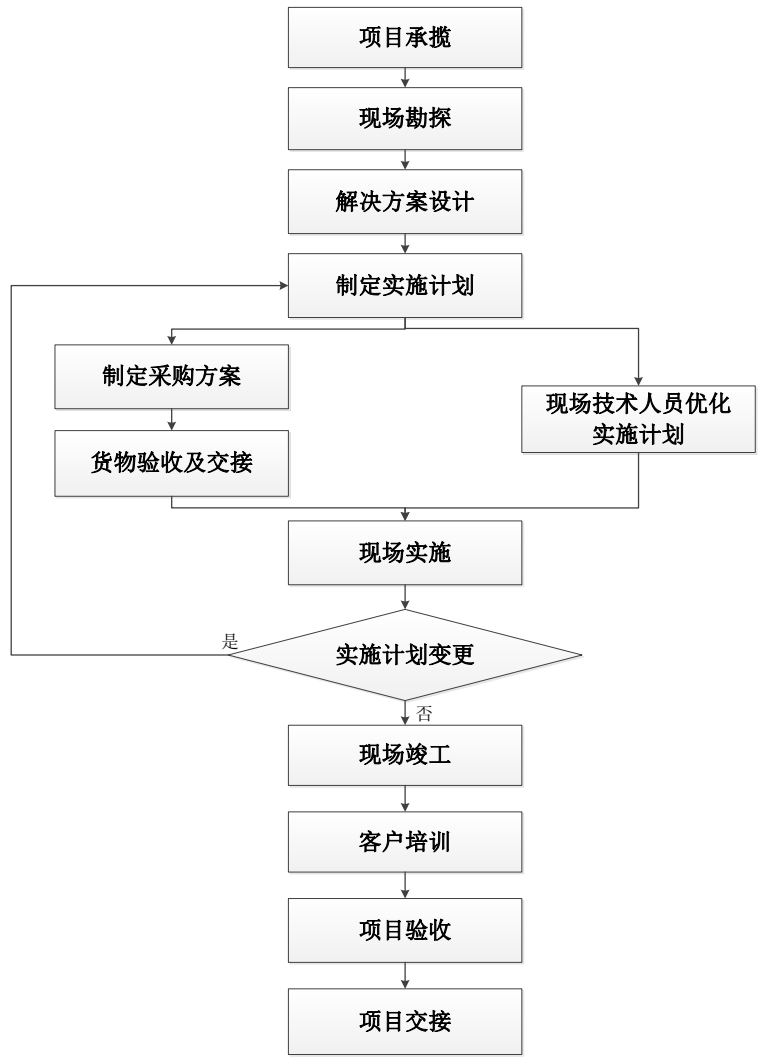 项目承揽
现场勘探
解决方案设计
制定实施计划
制定采购方案
现场技术人员优化
实施计划
货物验收及交接
现场实施
是
实施计划变更
否
现场竣工
客户培训
项目验收
项目交接